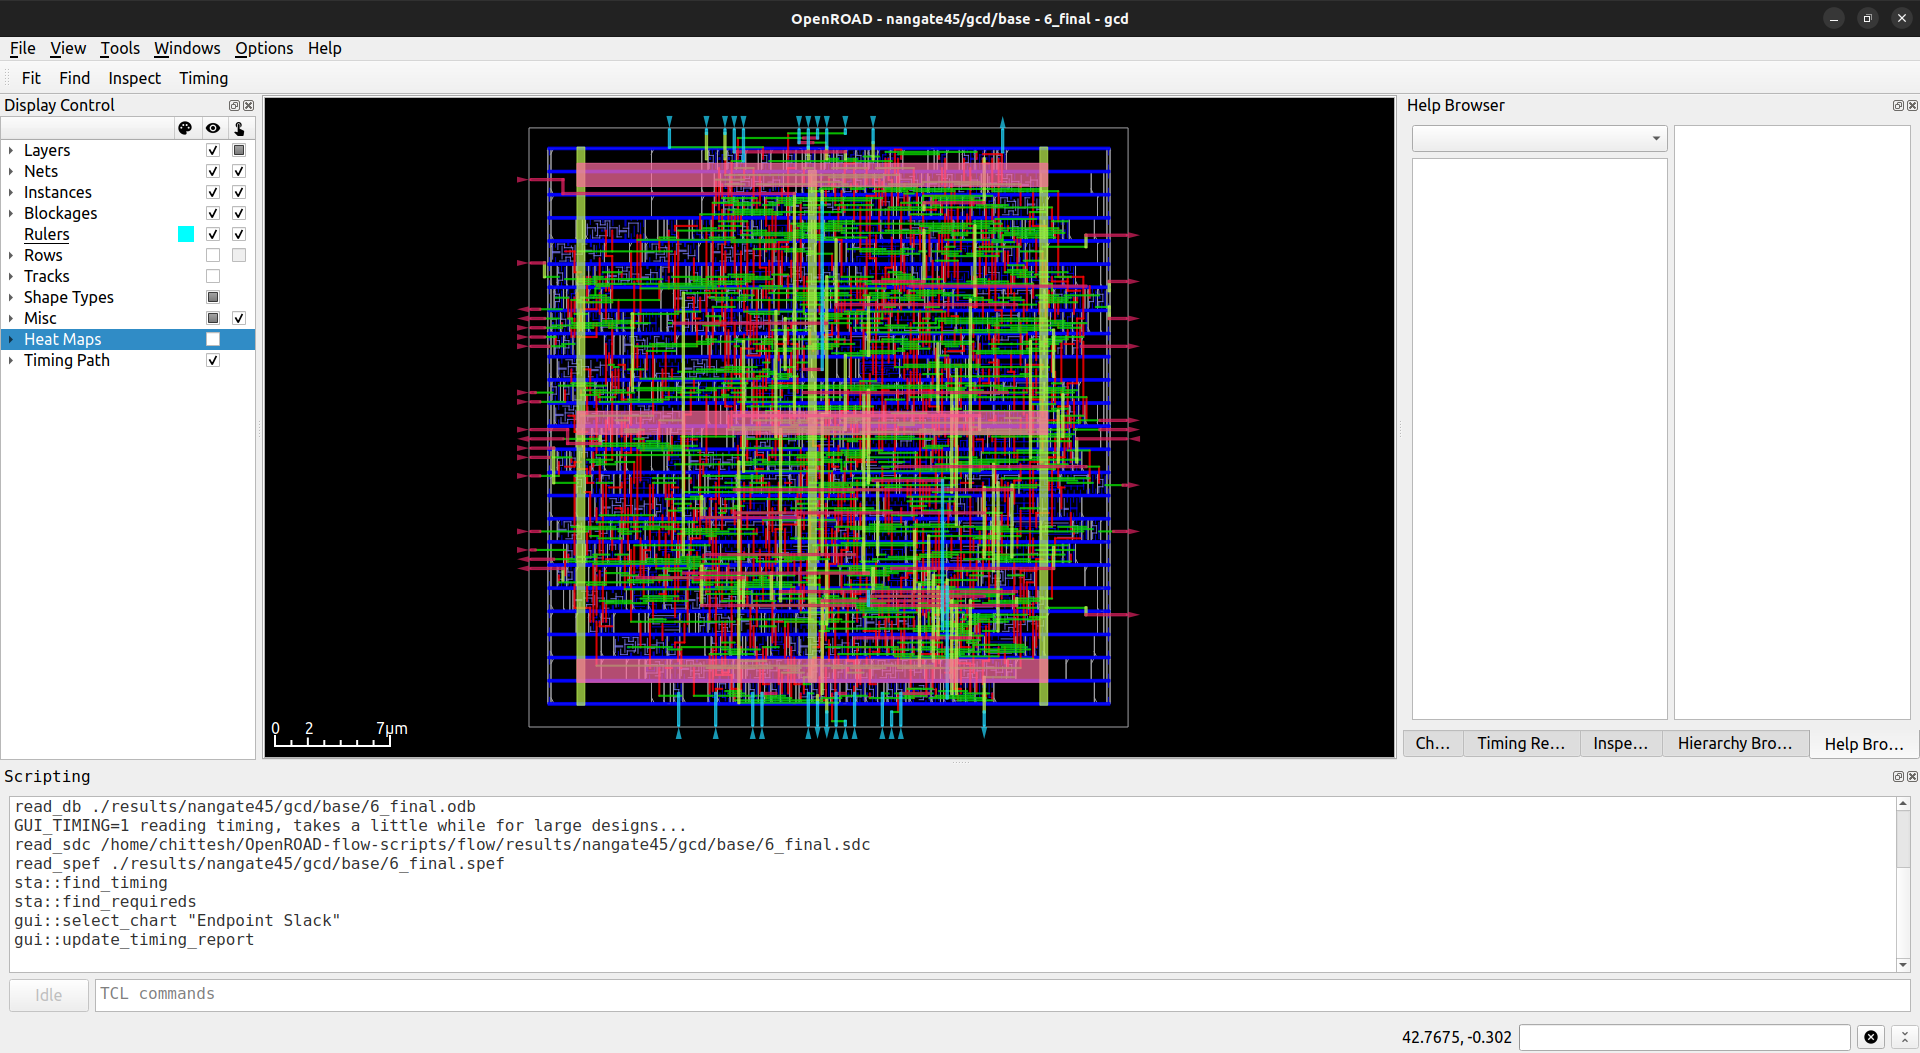 OpenROAD - nangate45/gcd/base - 6_final - gcd
File View Tools Windows Options Help
Fit Find Inspect Timing
Display Control
Layers
Nets
Instances
Blockages
Rulers
Rows
Tracks
Shape Types
Misc
Heat Maps
Timing Path
0 2 7μm
Help Browser
Ch... Timing Re... Inspe... Hierarchy Bro... Help Bro...
Scripting
read_db ./results/nangate45/gcd/base/6_final.odb
GUI_TIMING=1 reading timing, takes a little while for large designs...
read_sdc /home/chittesh/OpenROAD-flow-scripts/flow/results/nangate45/gcd/base/6_final.sdc
read_spef ./results/nangate45/gcd/base/6_final.spef
sta::find_timing
sta::find_requireds
gui::select_chart "Endpoint Slack"
gui::update_timing_report
Idle TCL commands
42.7675, -0.302